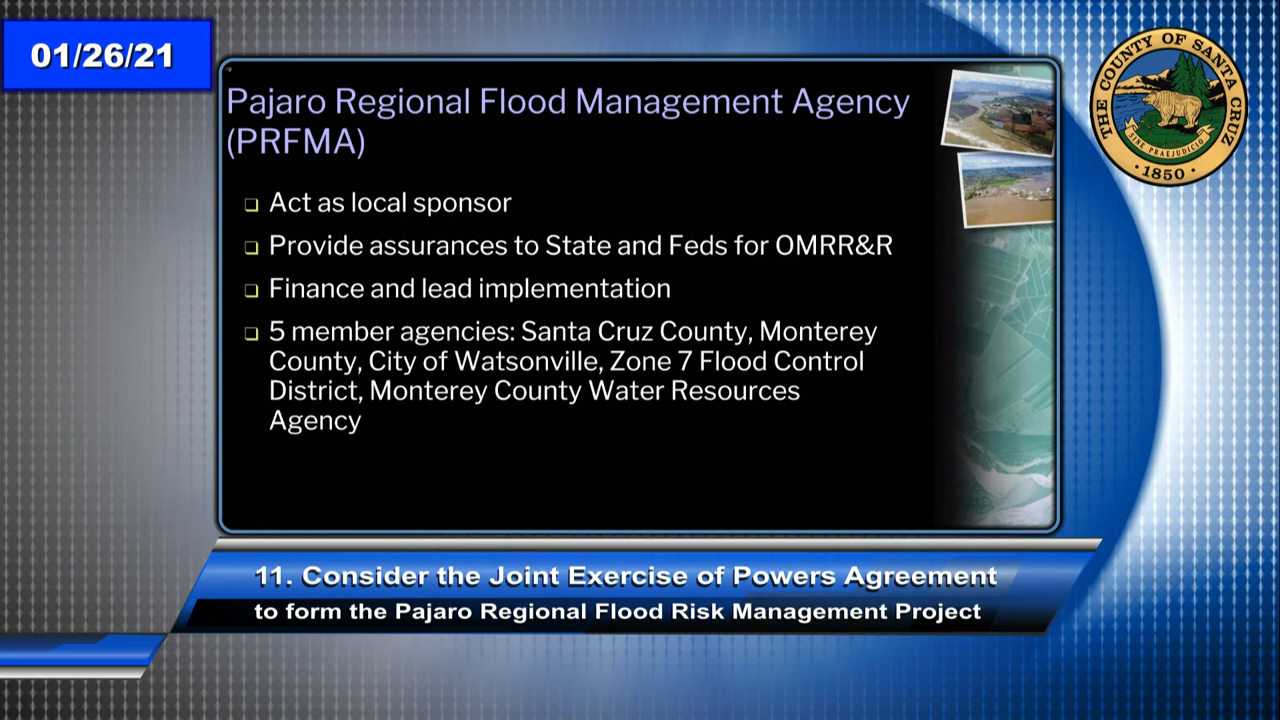 01/26/21
Pajaro Regional Flood Management Agency
(PRFMA)
❑ Act as local sponsor
❑ Provide assurances to State and Feds for OMRR&R
❑ Finance and lead implementation
❑ 5 member agencies: Santa Cruz County, Monterey
County, City of Watsonville, Zone 7 Flood Control
District, Monterey County Water Resources
Agency
THE COUNTY OF SANTA CRUZ
SINE PRAEJUDICIO
• 1850 •
11. Consider the Joint Exercise of Powers Agreement
to form the Pajaro Regional Flood Risk Management Project